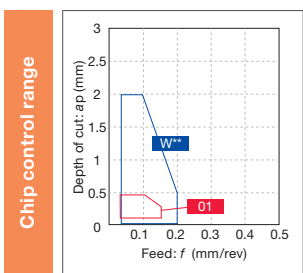 Chip control range
Depth of cut: ap (mm)
3
2.5
2
1.5
1
0.5
0
W**
01
0.1 0.2 0.3 0.4 0.5
Feed: f (mm/rev)